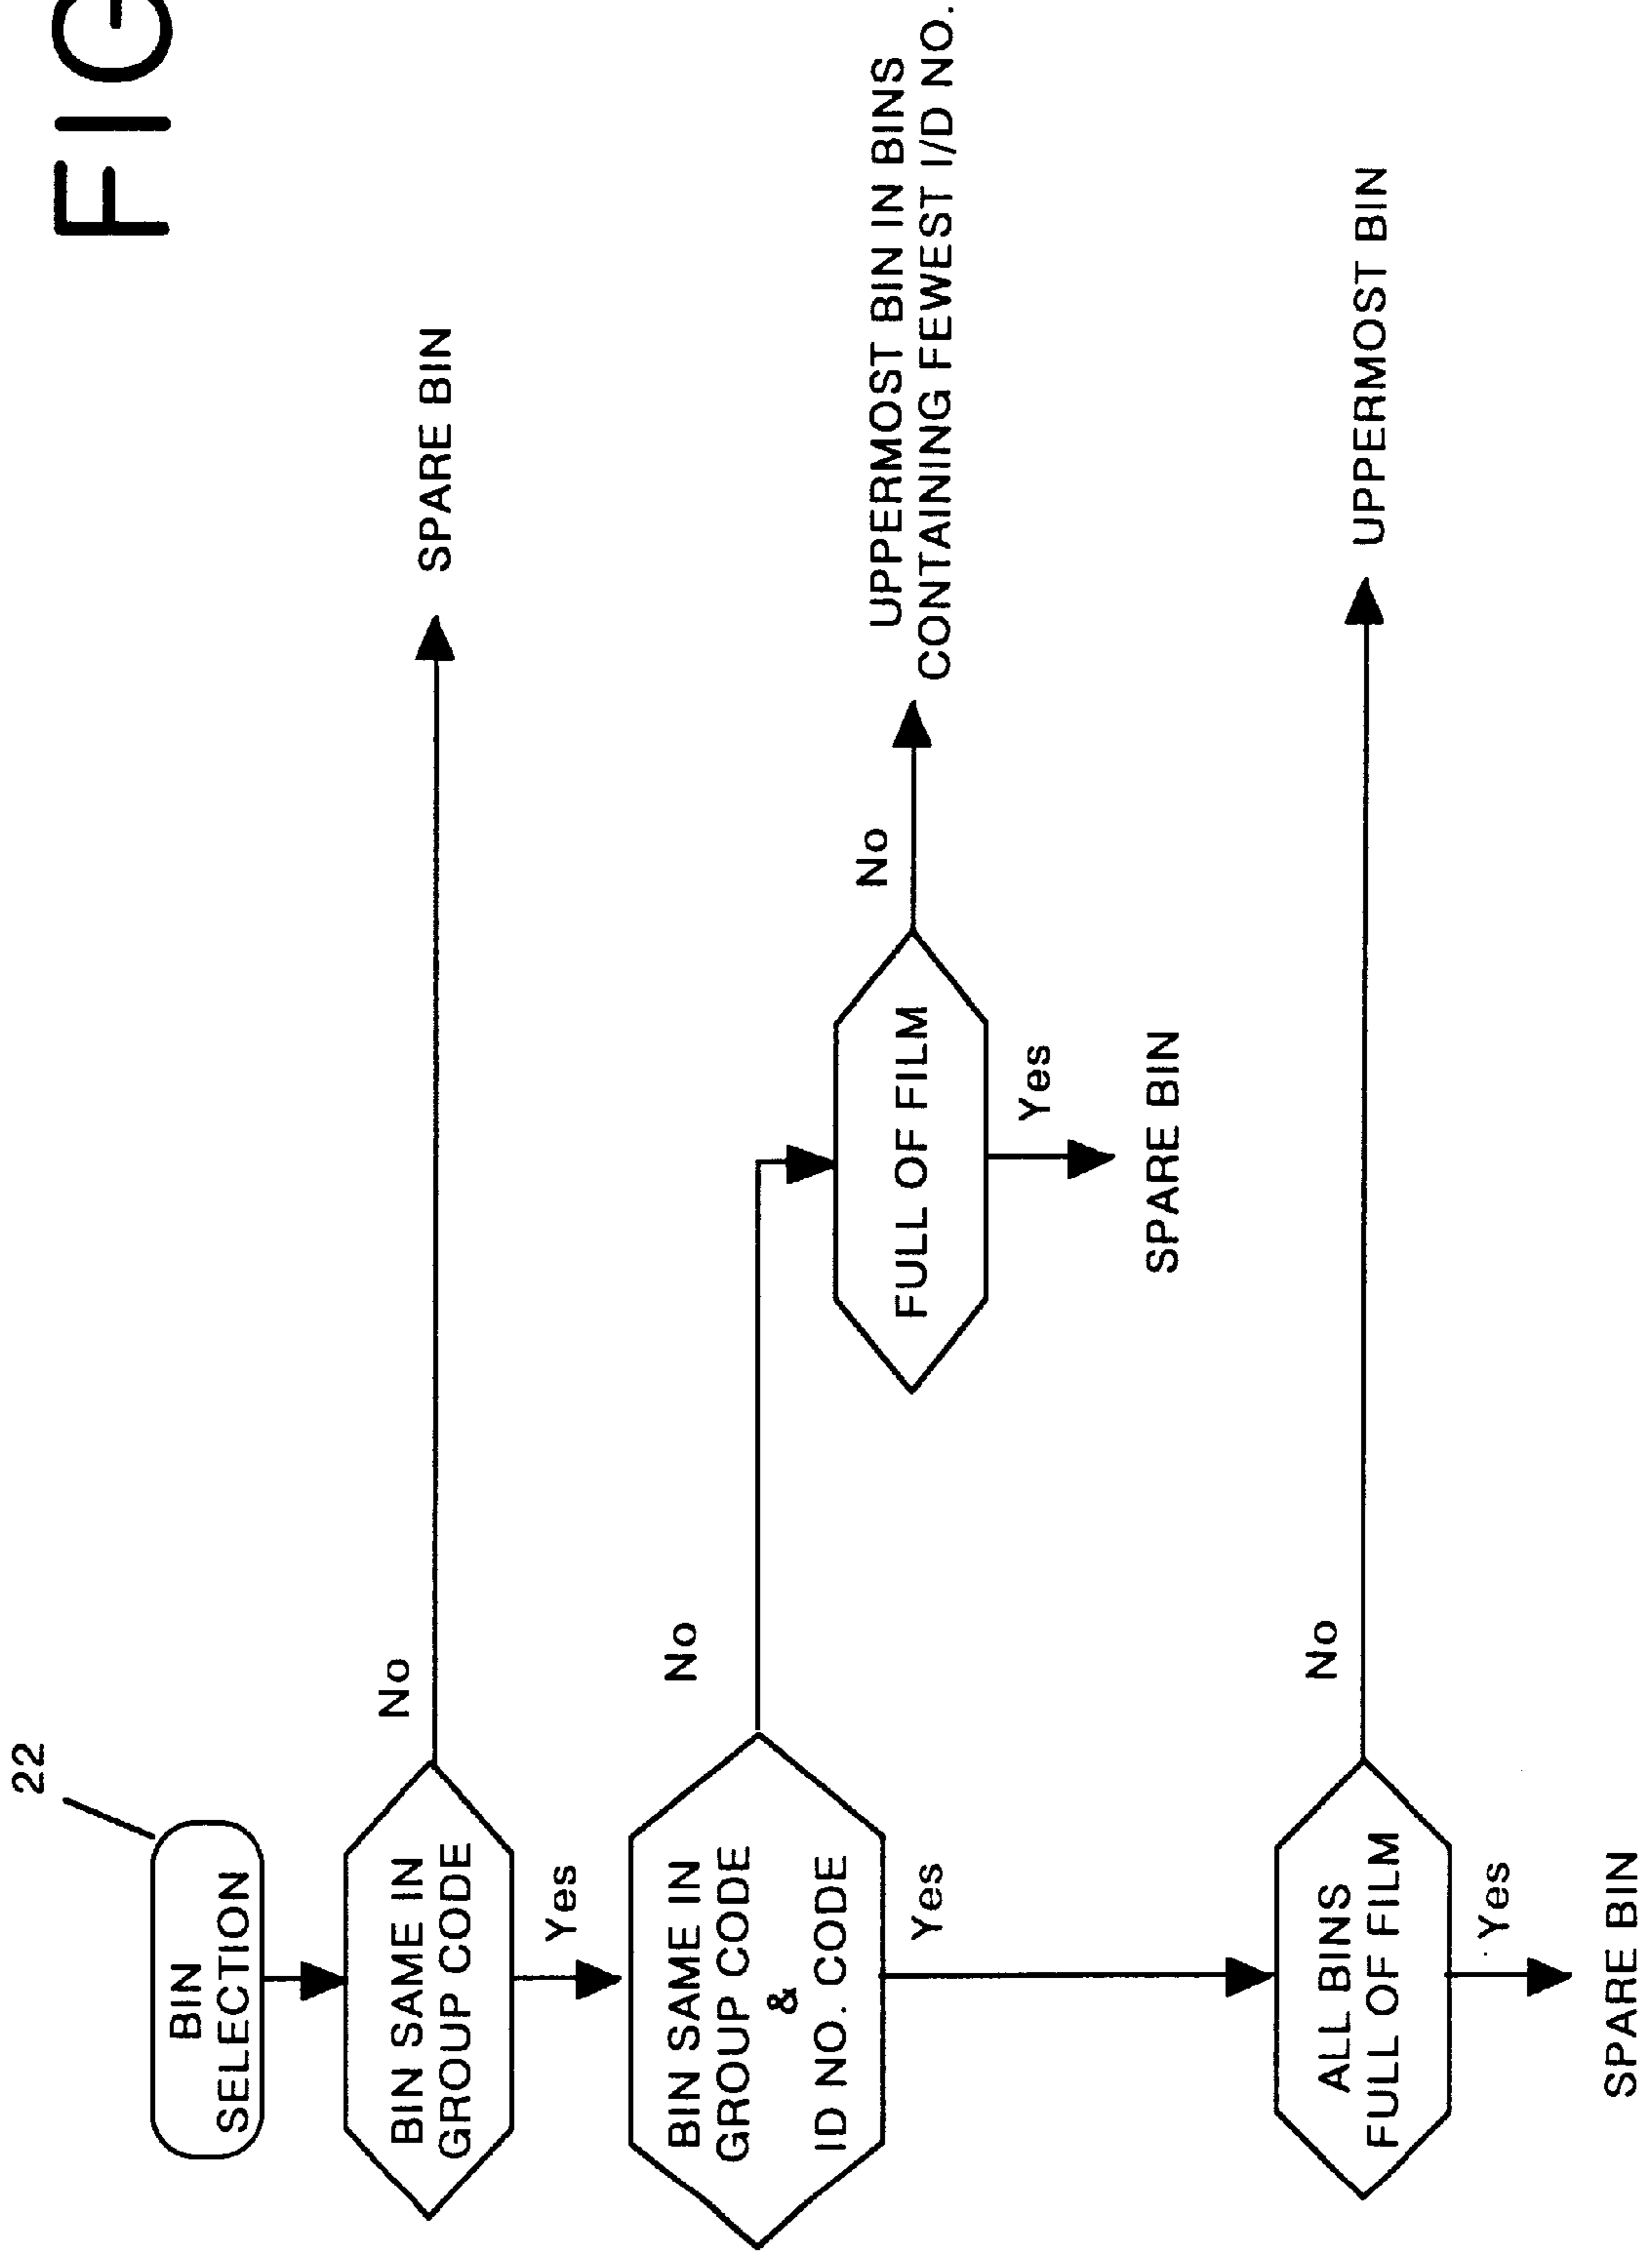 FIG
22
BIN
SELECTION
BIN SAME IN
GROUP CODE
No
SPARE BIN
Yes
BIN SAME IN
GROUP CODE
&
ID NO. CODE
No
FULL OF FILM
No
UPPERMOST BIN IN BINS
CONTAINING FEWEST I/D NO.
Yes
SPARE BIN
Yes
ALL BINS
FULL OF FILM
No
UPPERMOST BIN
Yes
SPARE BIN